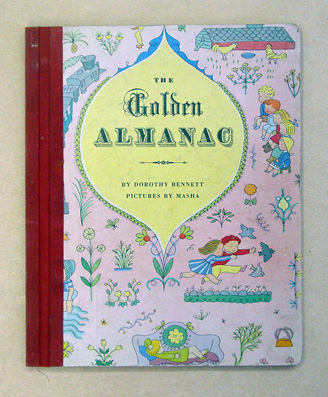 THE
Golden
ALMANAC
BY DOROTHY BENNETT
PICTURES BY MASHA